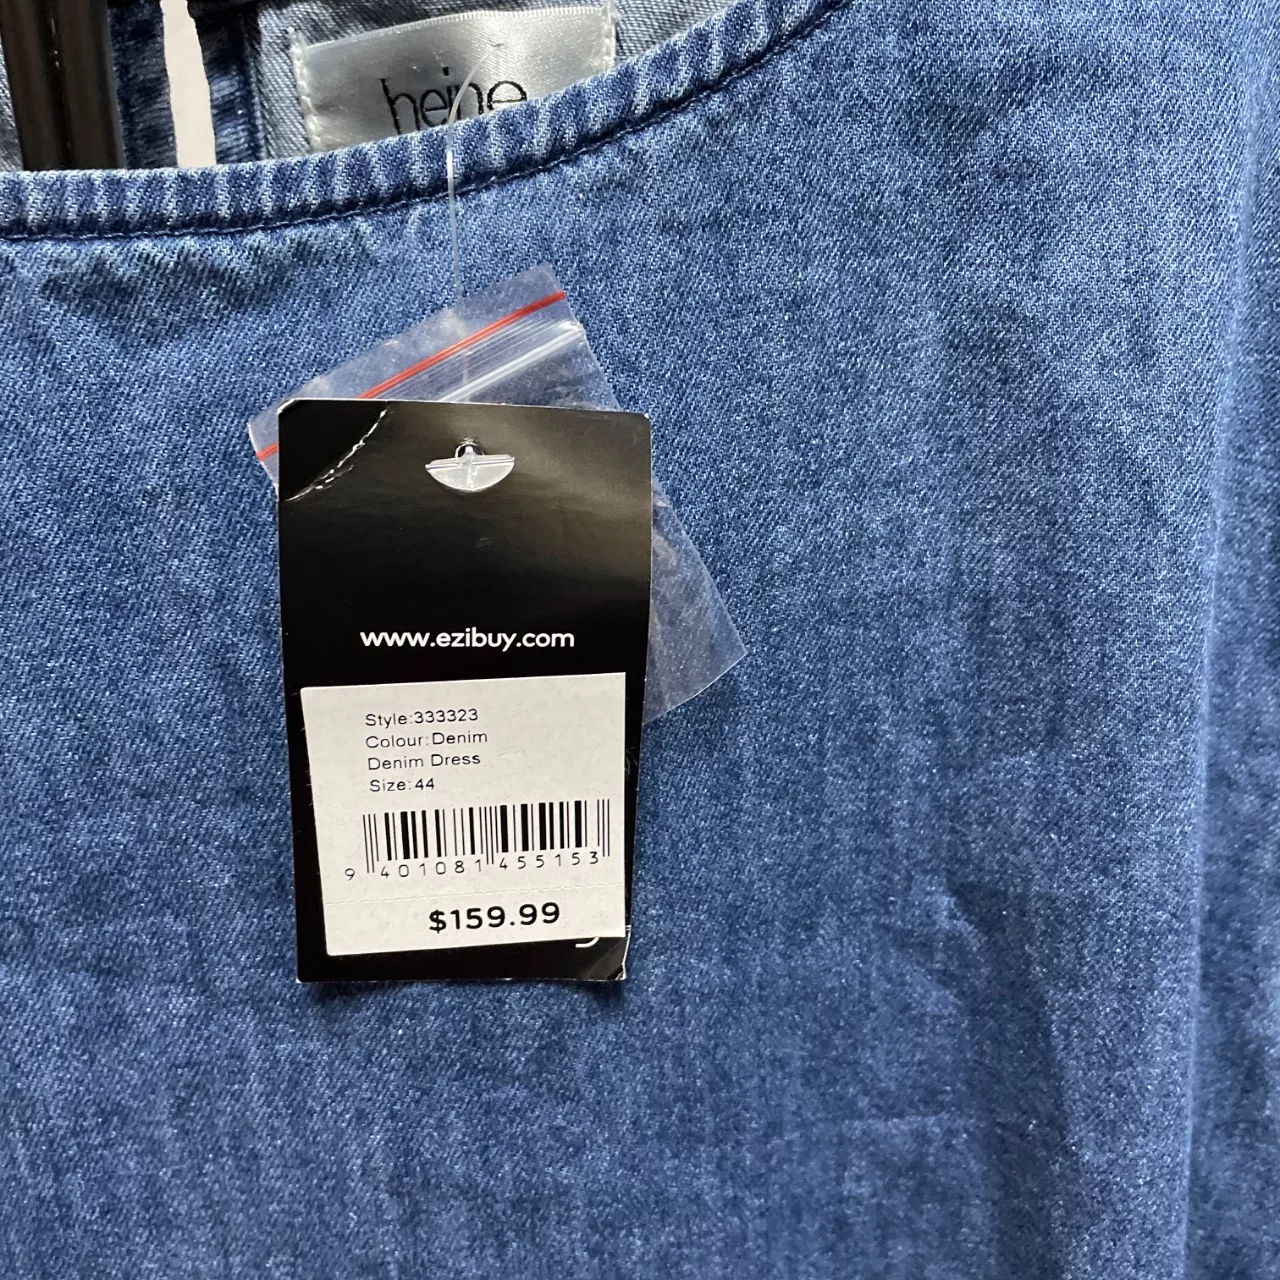 heine
www.ezibuy.com
Style:333323
Colour:Denim
Denim Dress
Size:44
9 401081 455153
$159.99